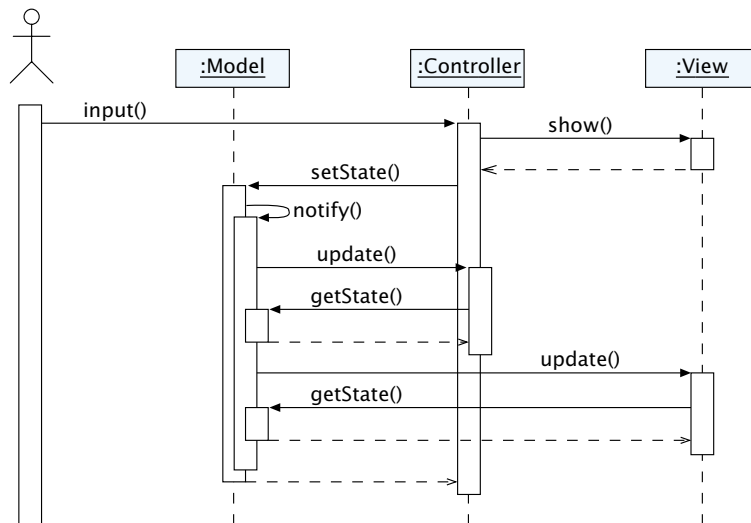 :Model
:Controller
:View
input()
show()
setState()
notify()
update()
getState()
update()
getState()